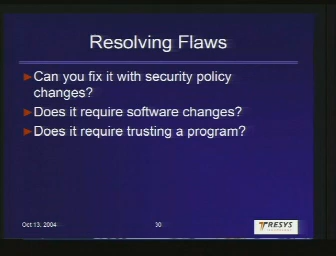 Resolving Flaws
Can you fix it with security policy
changes?
Does it require software changes?
Does it require trusting a program?
Oct 13, 2004
30
TRESYS